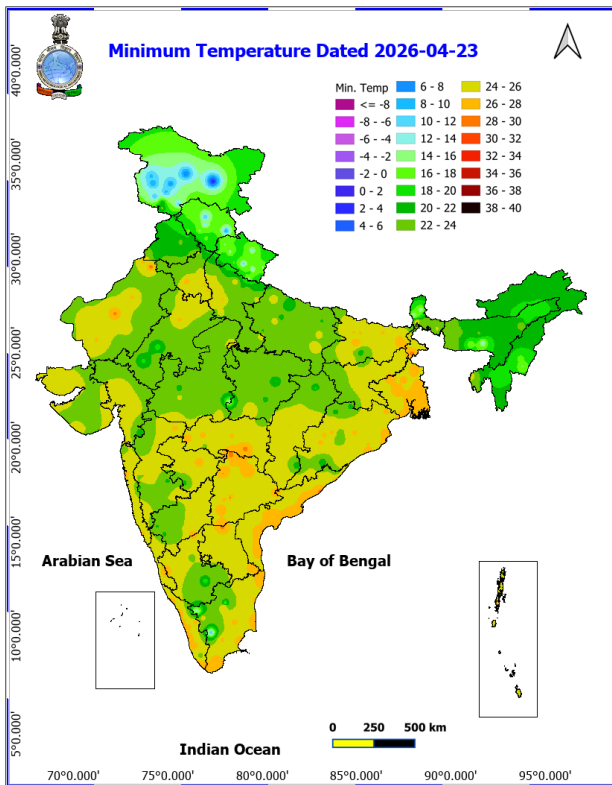 Minimum Temperature Dated 2026-04-23
Min. Temp
<= -8
-8 - -6
-6 - -4
-4 - -2
-2 - 0
0 - 2
2 - 4
4 - 6
6 - 8
8 - 10
10 - 12
12 - 14
14 - 16
16 - 18
18 - 20
20 - 22
22 - 24
24 - 26
26 - 28
28 - 30
30 - 32
32 - 34
34 - 36
36 - 38
38 - 40
40°0.000'
35°0.000'
30°0.000'
25°0.000'
20°0.000'
15°0.000'
10°0.000'
5°0.000'
Arabian Sea
Bay of Bengal
Indian Ocean
0 250 500 km
70°0.000' 75°0.000' 80°0.000' 85°0.000' 90°0.000' 95°0.000'